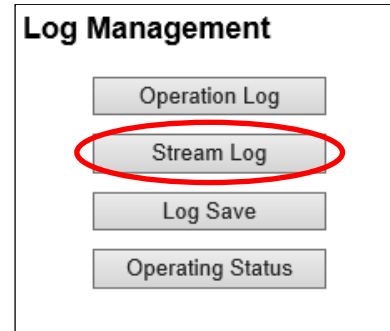 Log Management
Operation Log
Stream Log
Log Save
Operating Status